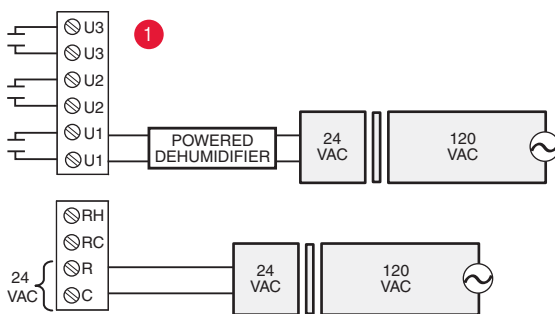 U3
1
U3
U2
U2
U1
U1
POWERED
DEHUMIDIFIER
24
VAC
120
VAC
RH
RC
R
C
24
VAC
24
VAC
120
VAC